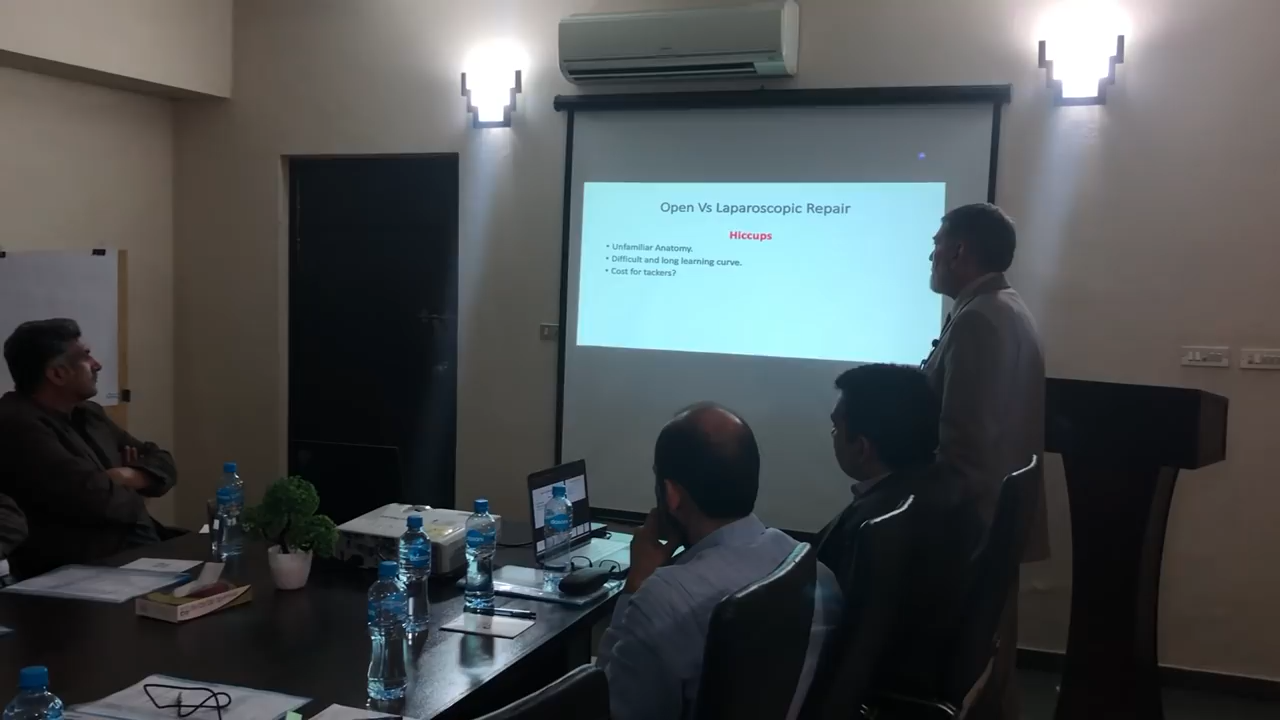 Open Vs Laparoscopic Repair
Hiccups
• Unfamiliar Anatomy.
• Difficult and long learning curve.
• Cost for tackers?